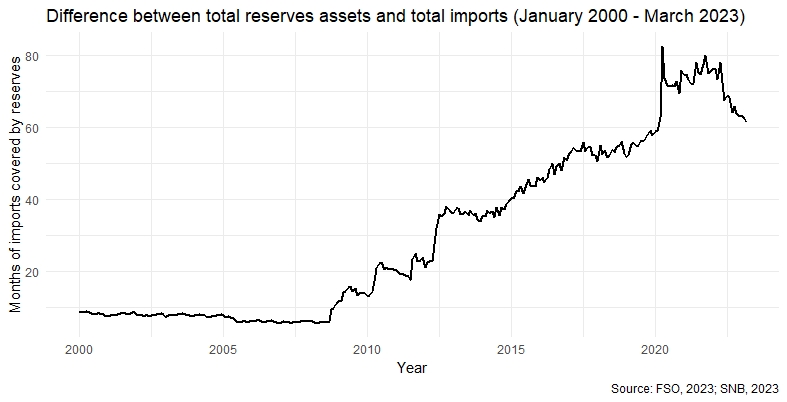 Difference between total reserves assets and total imports (January 2000 - March 2023)
Months of imports covered by reserves
80
60
40
20
2000 2005 2010 2015 2020
Year
Source: FSO, 2023; SNB, 2023